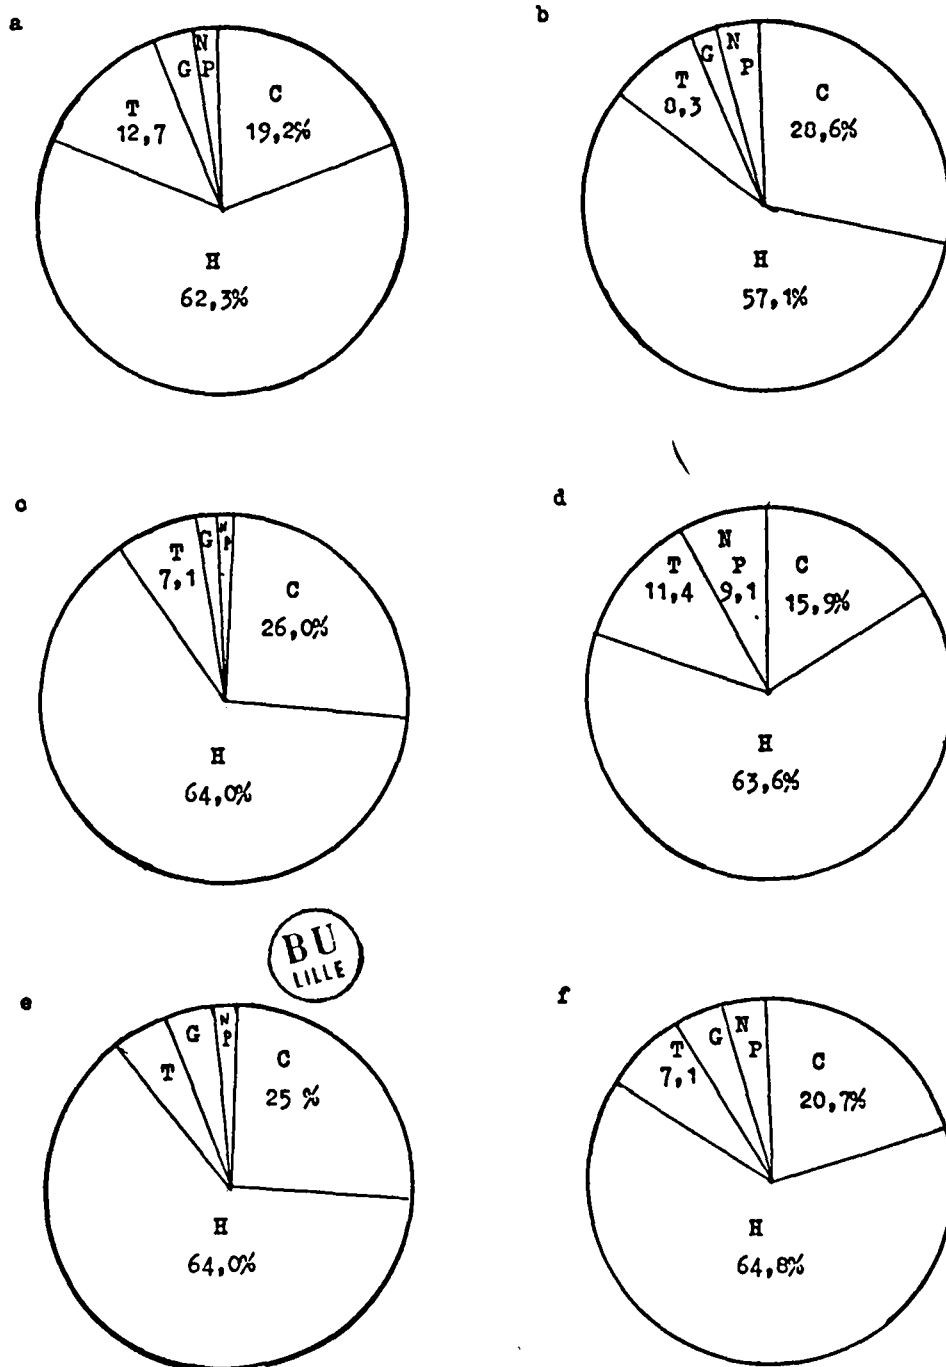 a
N
G P
T
12,7
C
19,2%
H
62,3%
b
N
G P
T
8,3
C
28,6%
H
57,1%
c
N
G P
T
7,1
C
26,0%
H
64,0%
d
N
T P
11,4 9,1
C
15,9%
H
63,6%
BU
LILLE
e
N
G P
T
C
25 %
H
64,0%
f
N
G P
T
7,1
C
20,7%
H
64,8%